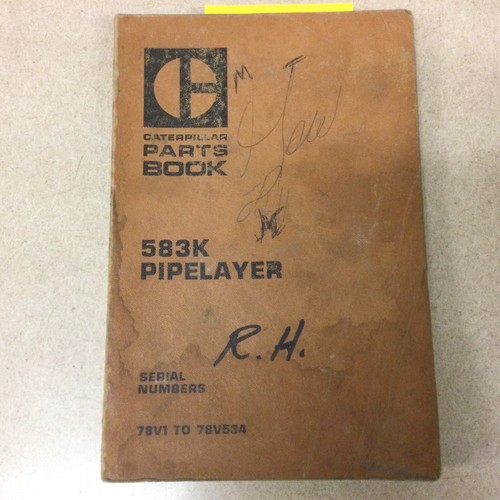 M
CATERPILLAR
PARTS
BOOK
583K
PIPELAYER
R.H.
SERIAL
NUMBERS
78V1 TO 78V534